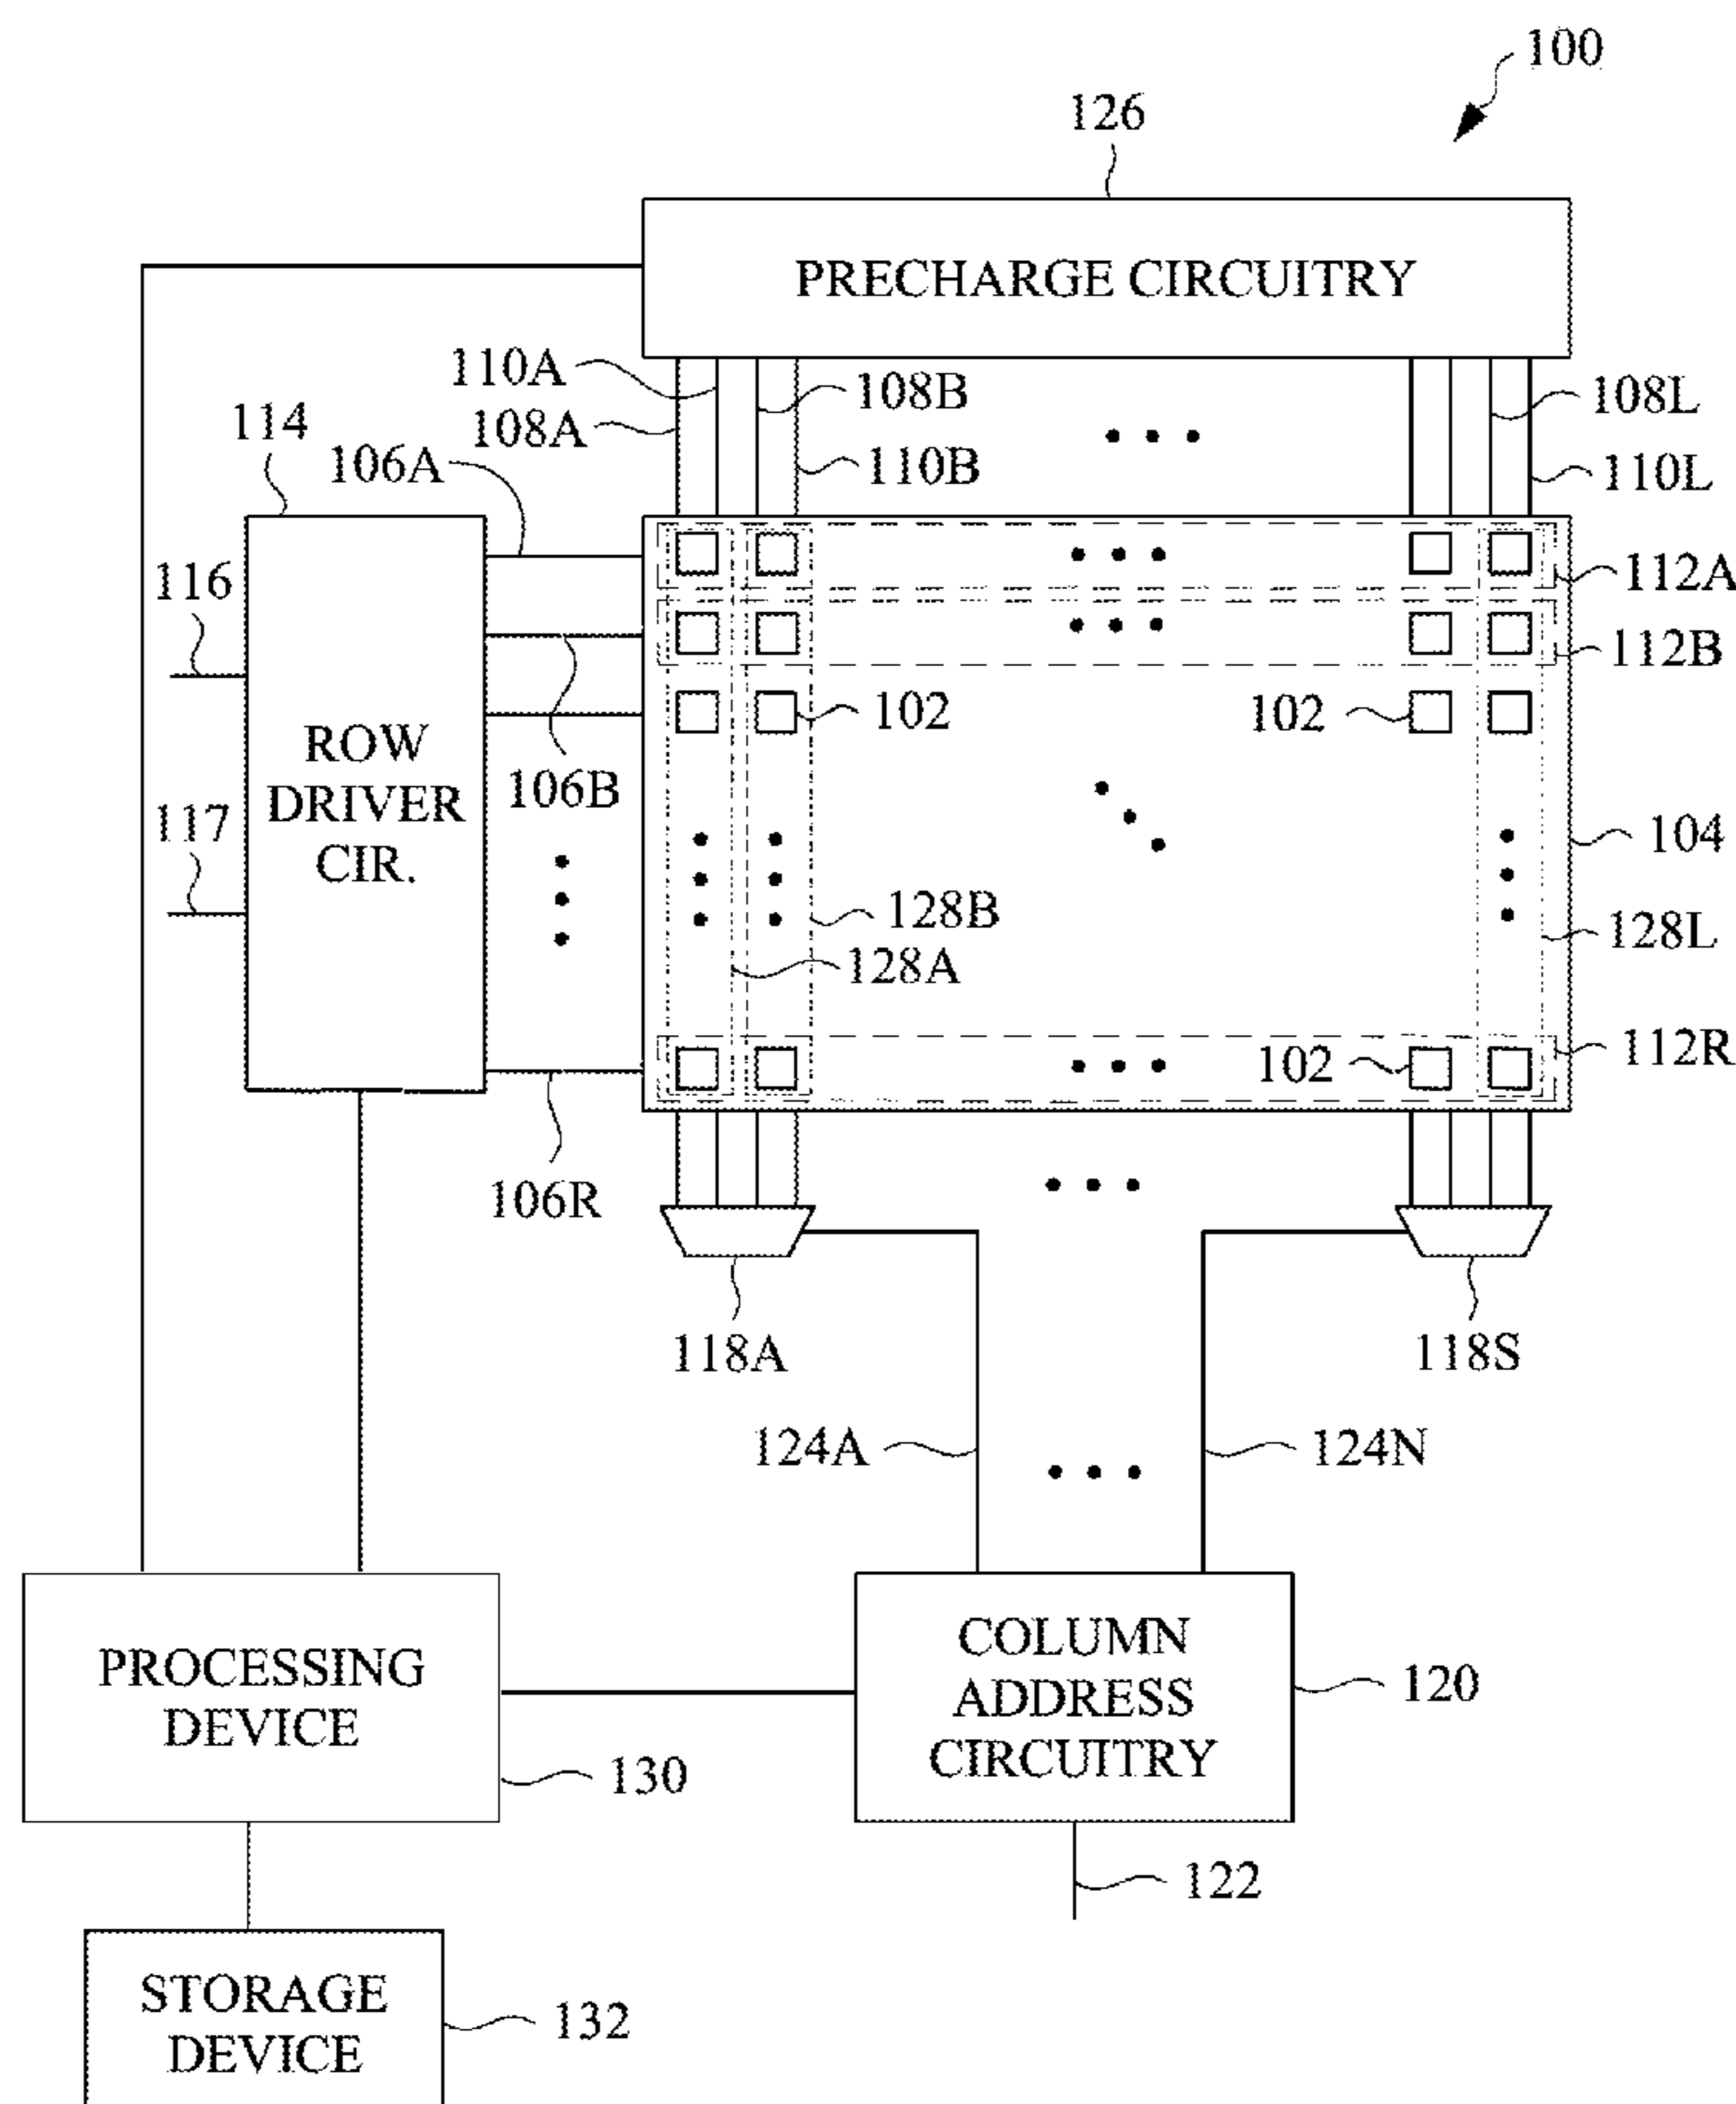 100
126
PRECHARGE CIRCUITRY
110A
108B
108L
114
108A
106A
110B
110L
116
112A
112B
102
102
ROW
DRIVER
CIR.
106B
117
104
128B
128L
128A
112R
102
106R
118A
118S
124A
124N
PROCESSING
DEVICE
COLUMN
ADDRESS
CIRCUITRY
120
130
122
STORAGE
DEVICE
132